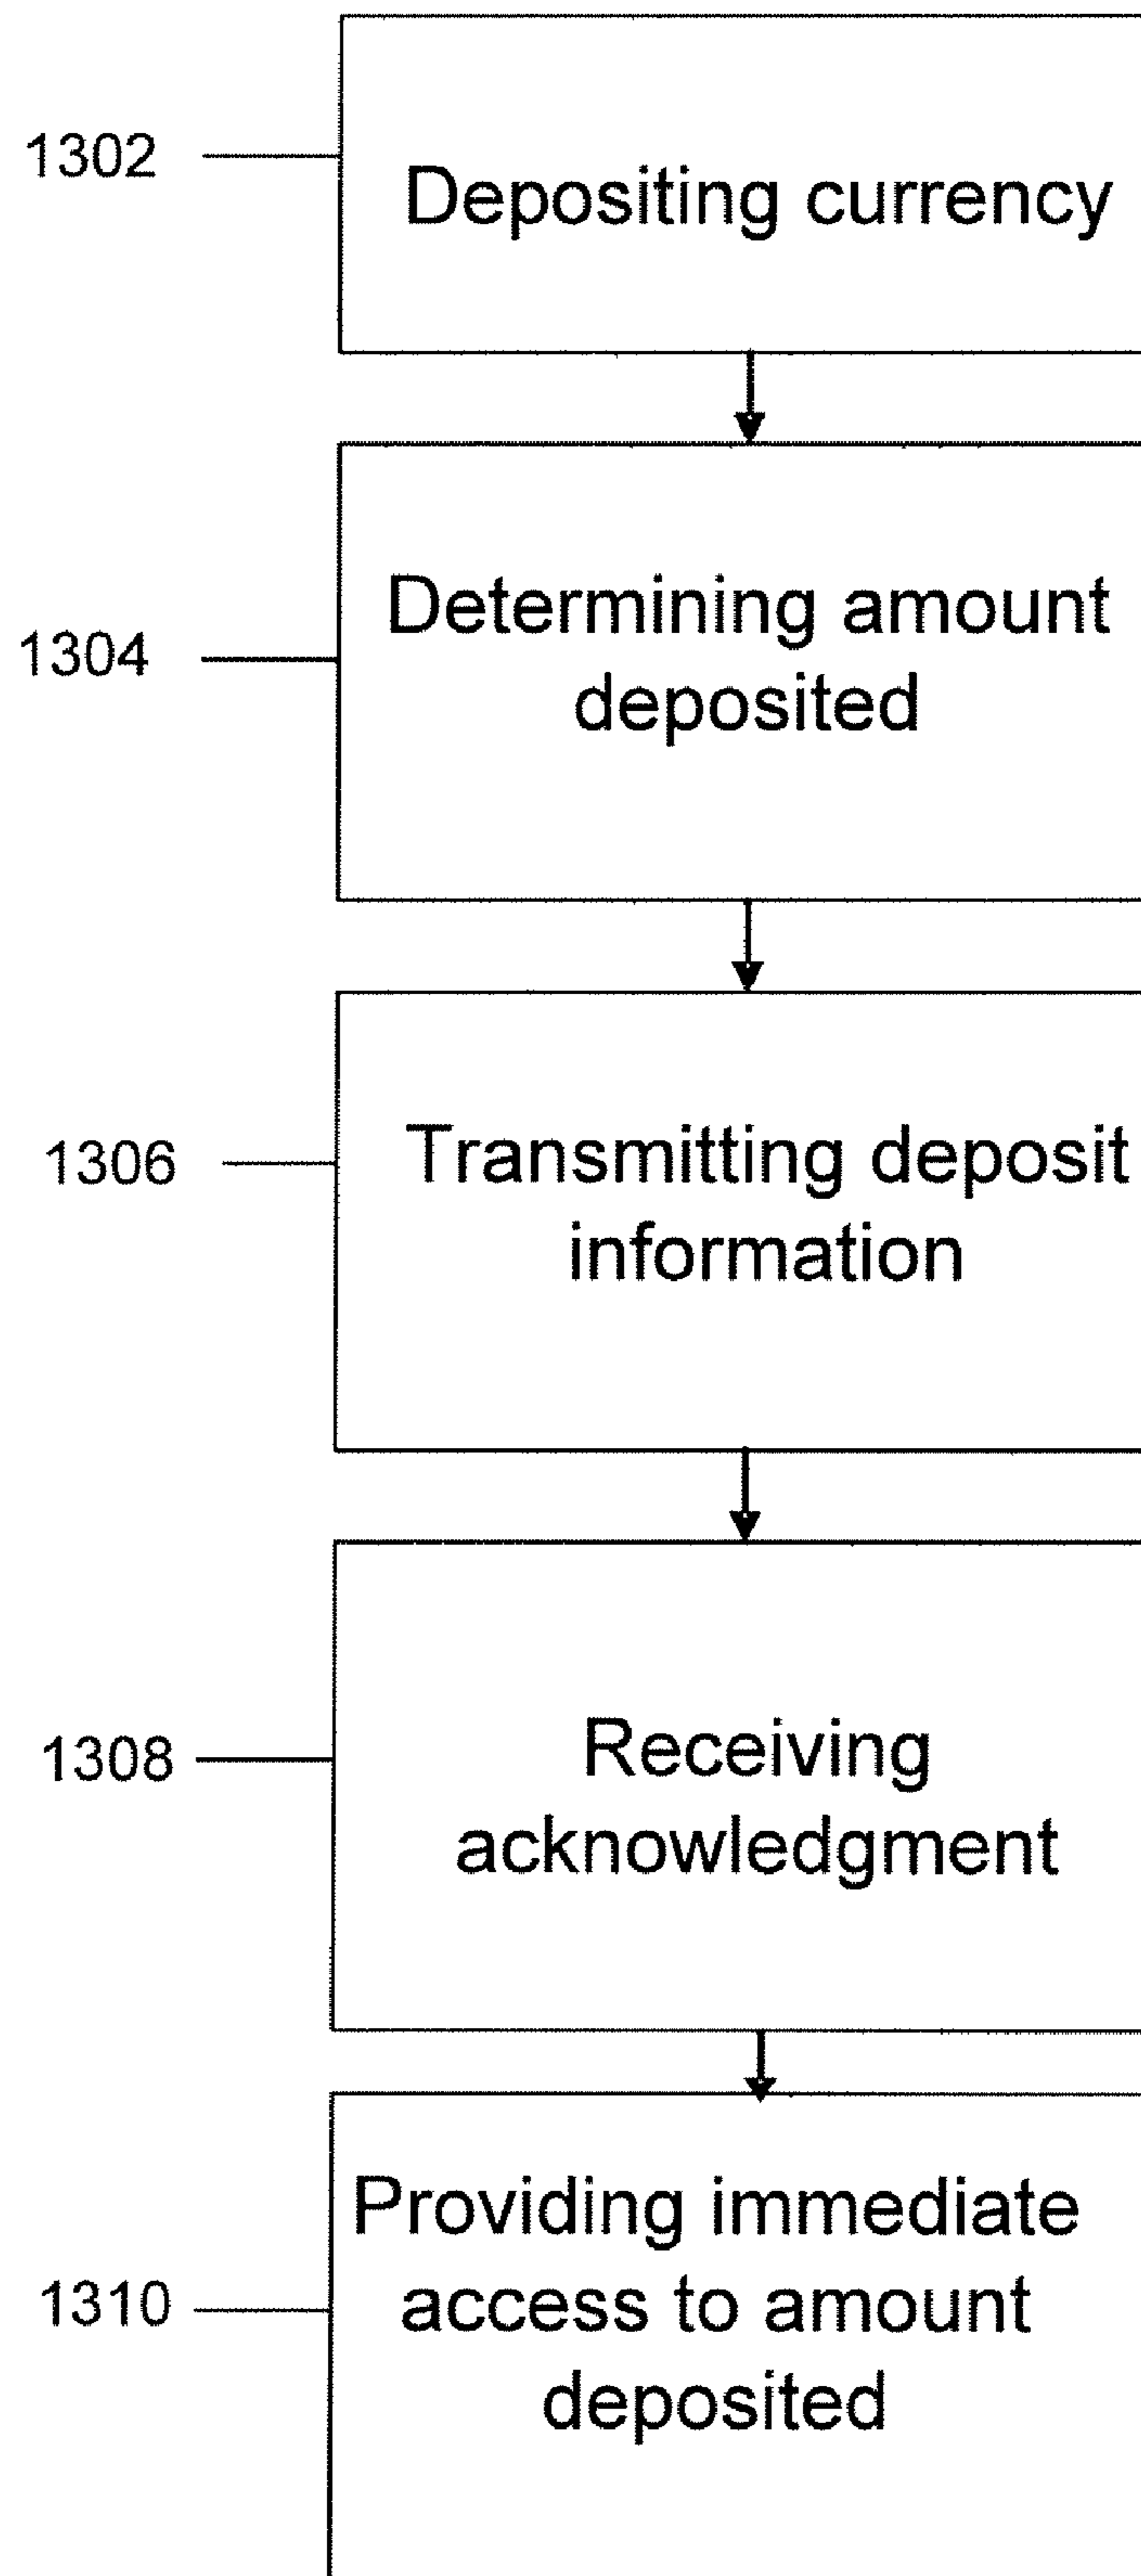 1302
Depositing currency
1304
Determining amount
deposited
1306
Transmitting deposit
information
1308
Receiving
acknowledgment
1310
Providing immediate
access to amount
deposited